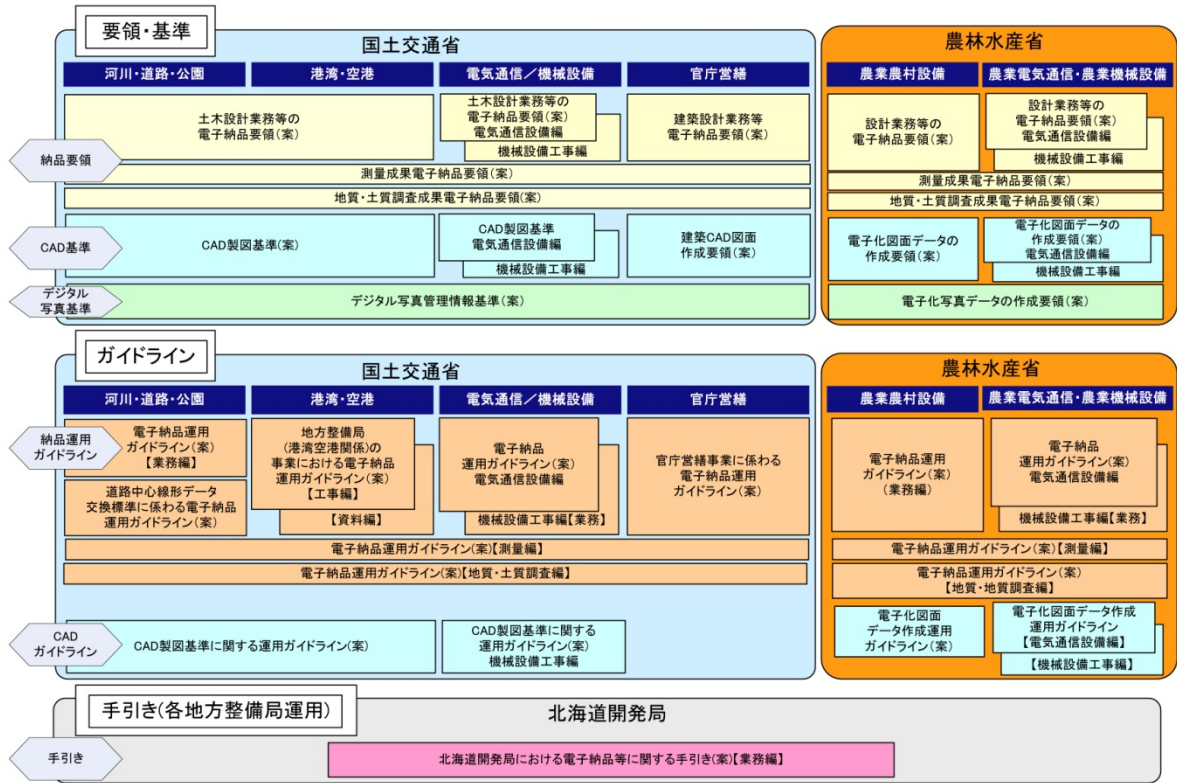 要領・基準
国土交通省
河川・道路・公園
港湾・空港
電気通信／機械設備
官庁営繕
納品要領
土木設計業務等の
電子納品要領(案)
土木設計業務等の
電子納品要領(案)
電気通信設備編
機械設備工事編
建築設計業務等
電子納品要領(案)
測量成果電子納品要領(案)
地質・土質調査成果電子納品要領(案)
CAD基準
CAD製図基準(案)
CAD製図基準
電気通信設備編
機械設備工事編
建築CAD図面
作成要領(案)
デジタル
写真基準
デジタル写真管理情報基準(案)
農林水産省
農業農村設備
農業電気通信・農業機械設備
設計業務等の
電子納品要領(案)
設計業務等の
電子納品要領(案)
電気通信設備編
機械設備工事編
測量成果電子納品要領(案)
地質・土質調査成果電子納品要領(案)
電子化図面データの
作成要領(案)
電子化図面データの
作成要領(案)
電気通信設備編
機械設備工事編
電子化写真データの作成要領(案)
ガイドライン
国土交通省
河川・道路・公園
港湾・空港
電気通信／機械設備
官庁営繕
納品運用
ガイドライン
電子納品運用
ガイドライン(案)
【業務編】
道路中心線形データ
交換標準に係わる電子納品
運用ガイドライン(案)
地方整備局
(港湾空港関係)の
事業における電子納品
運用ガイドライン(案)
【工事編】
【資料編】
電子納品
運用ガイドライン(案)
電気通信設備編
機械設備工事編【業務】
官庁営繕事業に係わる
電子納品運用
ガイドライン(案)
電子納品運用ガイドライン(案)【測量編】
電子納品運用ガイドライン(案)【地質・土質調査編】
CAD
ガイドライン
CAD製図基準に関する運用ガイドライン(案)
CAD製図基準に関する
運用ガイドライン(案)
機械設備工事編
農林水産省
農業農村設備
農業電気通信・農業機械設備
電子納品運用
ガイドライン(案)
(業務編)
電子納品
運用ガイドライン(案)
電気通信設備編
機械設備工事編【業務】
電子納品運用ガイドライン(案)【測量編】
電子納品運用ガイドライン(案)
【地質・地質調査編】
電子化図面
データ作成運用
ガイドライン(案)
電子化図面データ作成
運用ガイドライン
【電気通信設備編】
【機械設備工事編】
手引き(各地方整備局運用)
北海道開発局
手引き
北海道開発局における電子納品等に関する手引き(案)【業務編】